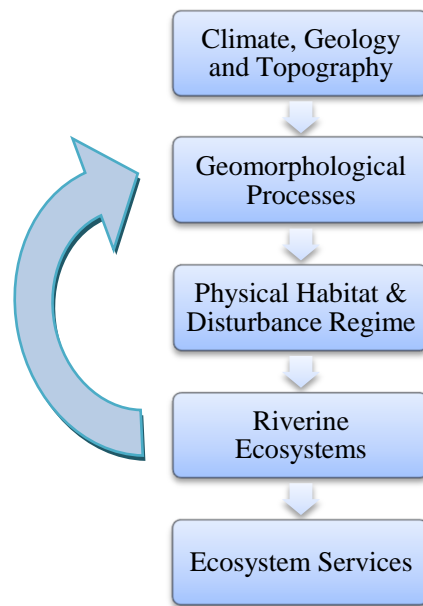 Climate, Geology
and Topography
Geomorphological
Processes
Physical Habitat &
Disturbance Regime
Riverine
Ecosystems
Ecosystem Services